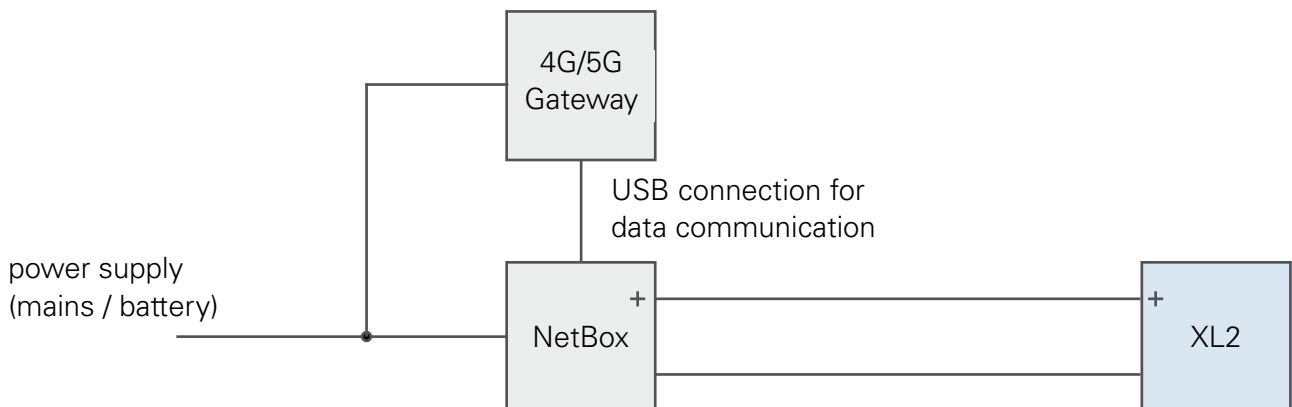 4G/5G
Gateway
USB connection for
data communication
power supply
(mains / battery)
+
NetBox
+
XL2